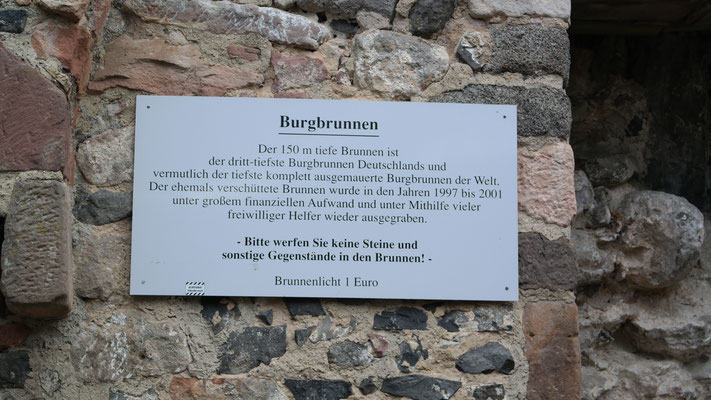 Burgbrunnen
Der 150 m tiefe Brunnen ist
der dritt-tiefste Burgbrunnen Deutschlands und
vermutlich der tiefste komplett ausgemauerte Burgbrunnen der Welt.
Der ehemals verschüttete Brunnen wurde in den Jahren 1997 bis 2001
unter großem finanziellen Aufwand und unter Mithilfe vieler
freiwilliger Helfer wieder ausgegraben.
- Bitte werfen Sie keine Steine und
sonstige Gegenstände in den Brunnen! -
Brunnenlicht 1 Euro